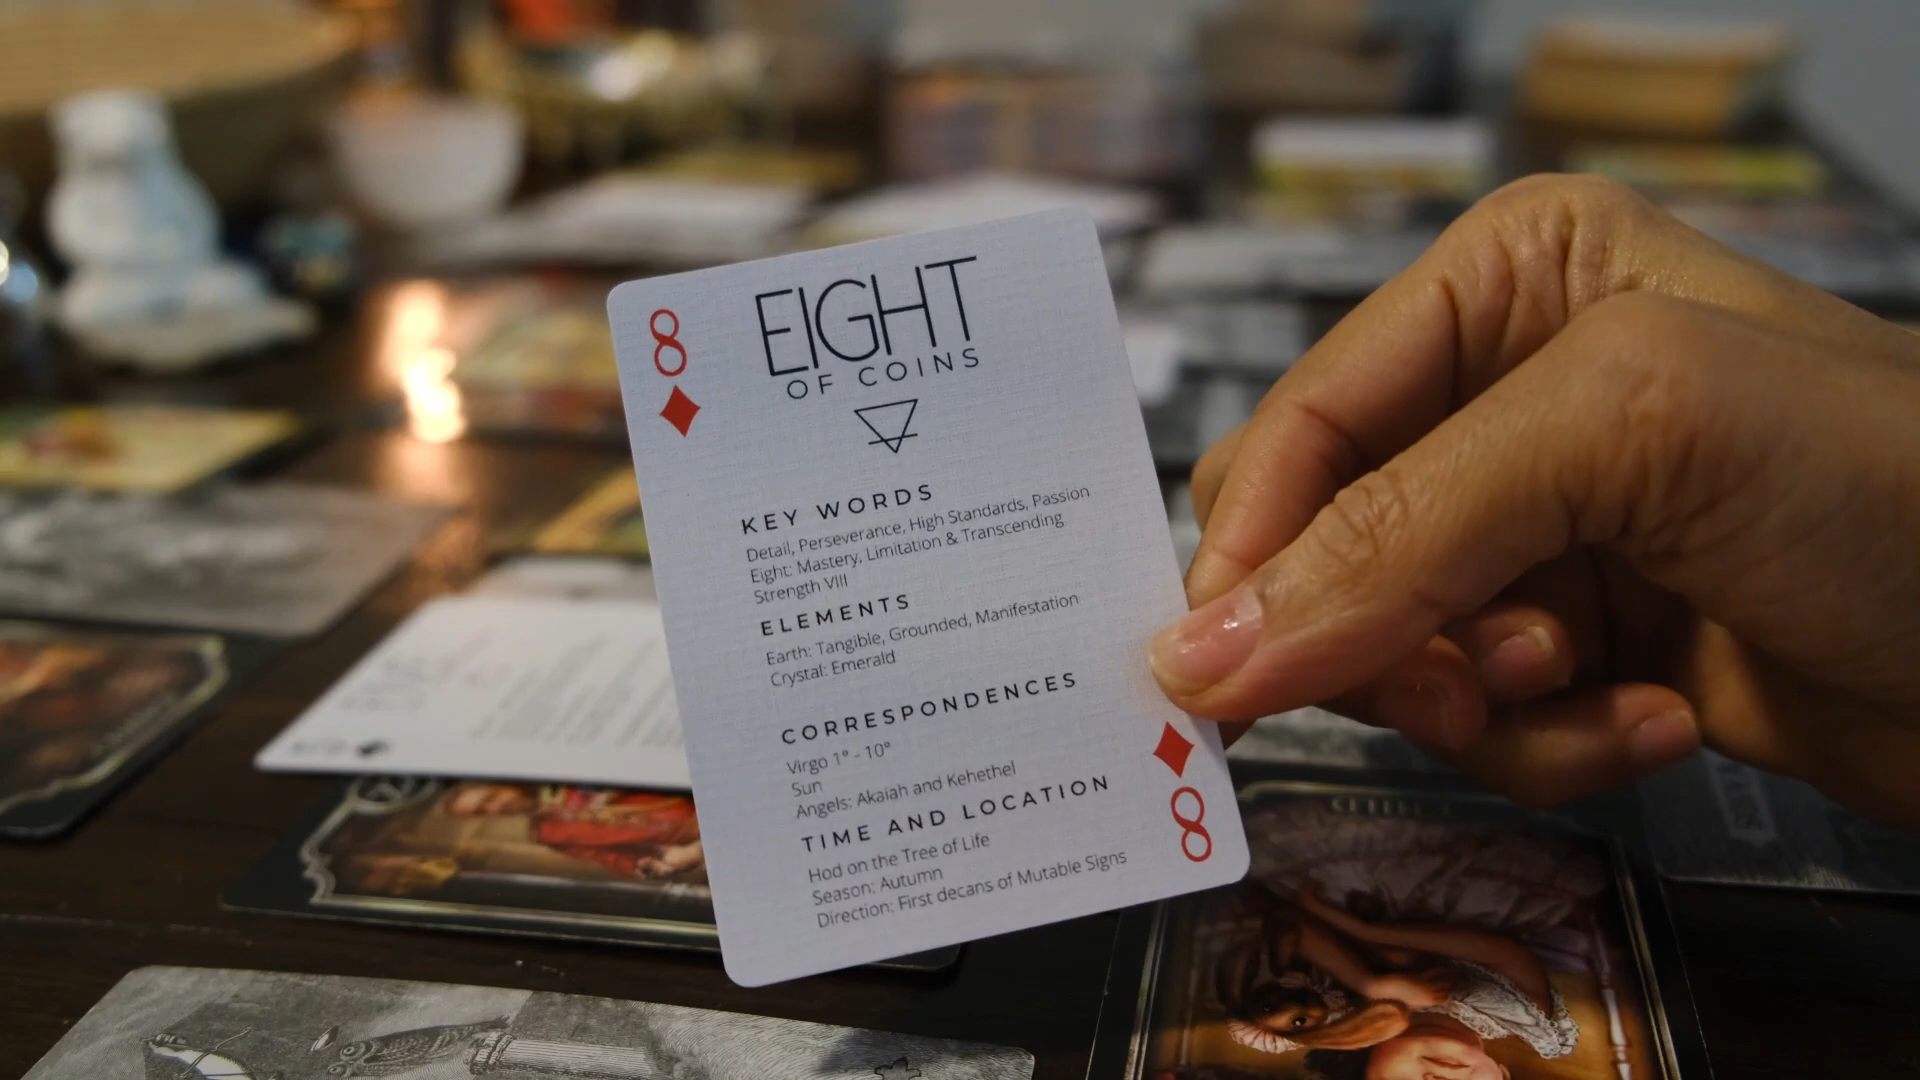 8
EIGHT
OF COINS
KEY WORDS
Detail, Perseverance, High Standards, Passion
Eight: Mastery, Limitation & Transcending
Strength VIII
ELEMENTS
Earth: Tangible, Grounded, Manifestation
Crystal: Emerald
CORRESPONDENCES
Virgo 1° - 10°
Sun
Angels: Akaiah and Kehethel
TIME AND LOCATION
Hod on the Tree of Life
Season: Autumn
Direction: First decans of Mutable Signs
8